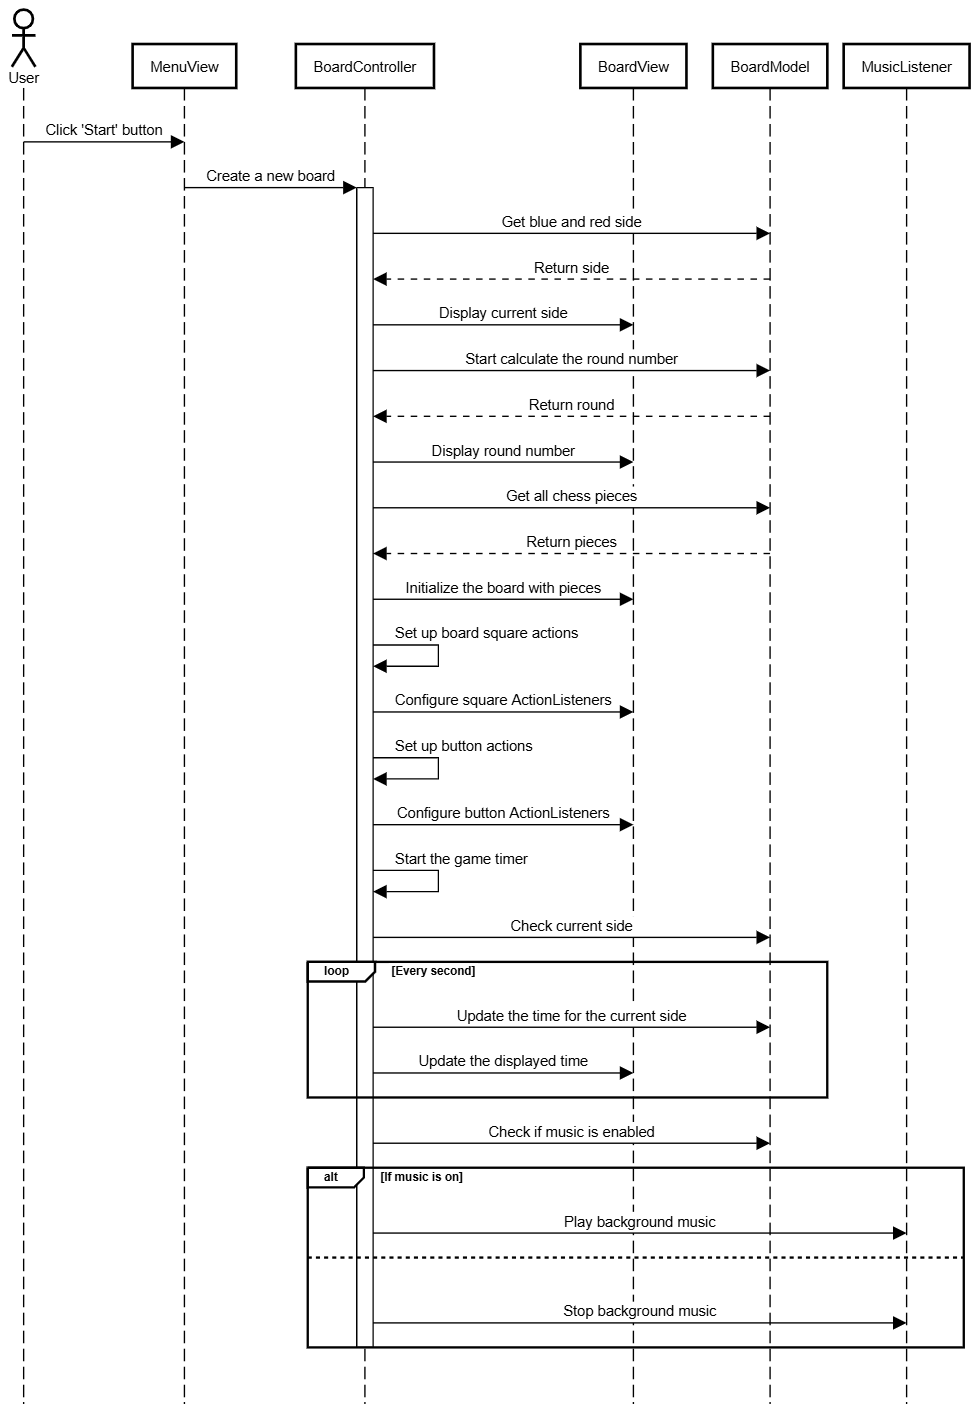 User
MenuView
BoardController
BoardView
BoardModel
MusicListener
Click 'Start' button
Create a new board
Get blue and red side
Return side
Display current side
Start calculate the round number
Return round
Display round number
Get all chess pieces
Return pieces
Initialize the board with pieces
Set up board square actions
Configure square ActionListeners
Set up button actions
Configure button ActionListeners
Start the game timer
Check current side
loop [Every second]
Update the time for the current side
Update the displayed time
Check if music is enabled
alt [If music is on]
Play background music
Stop background music